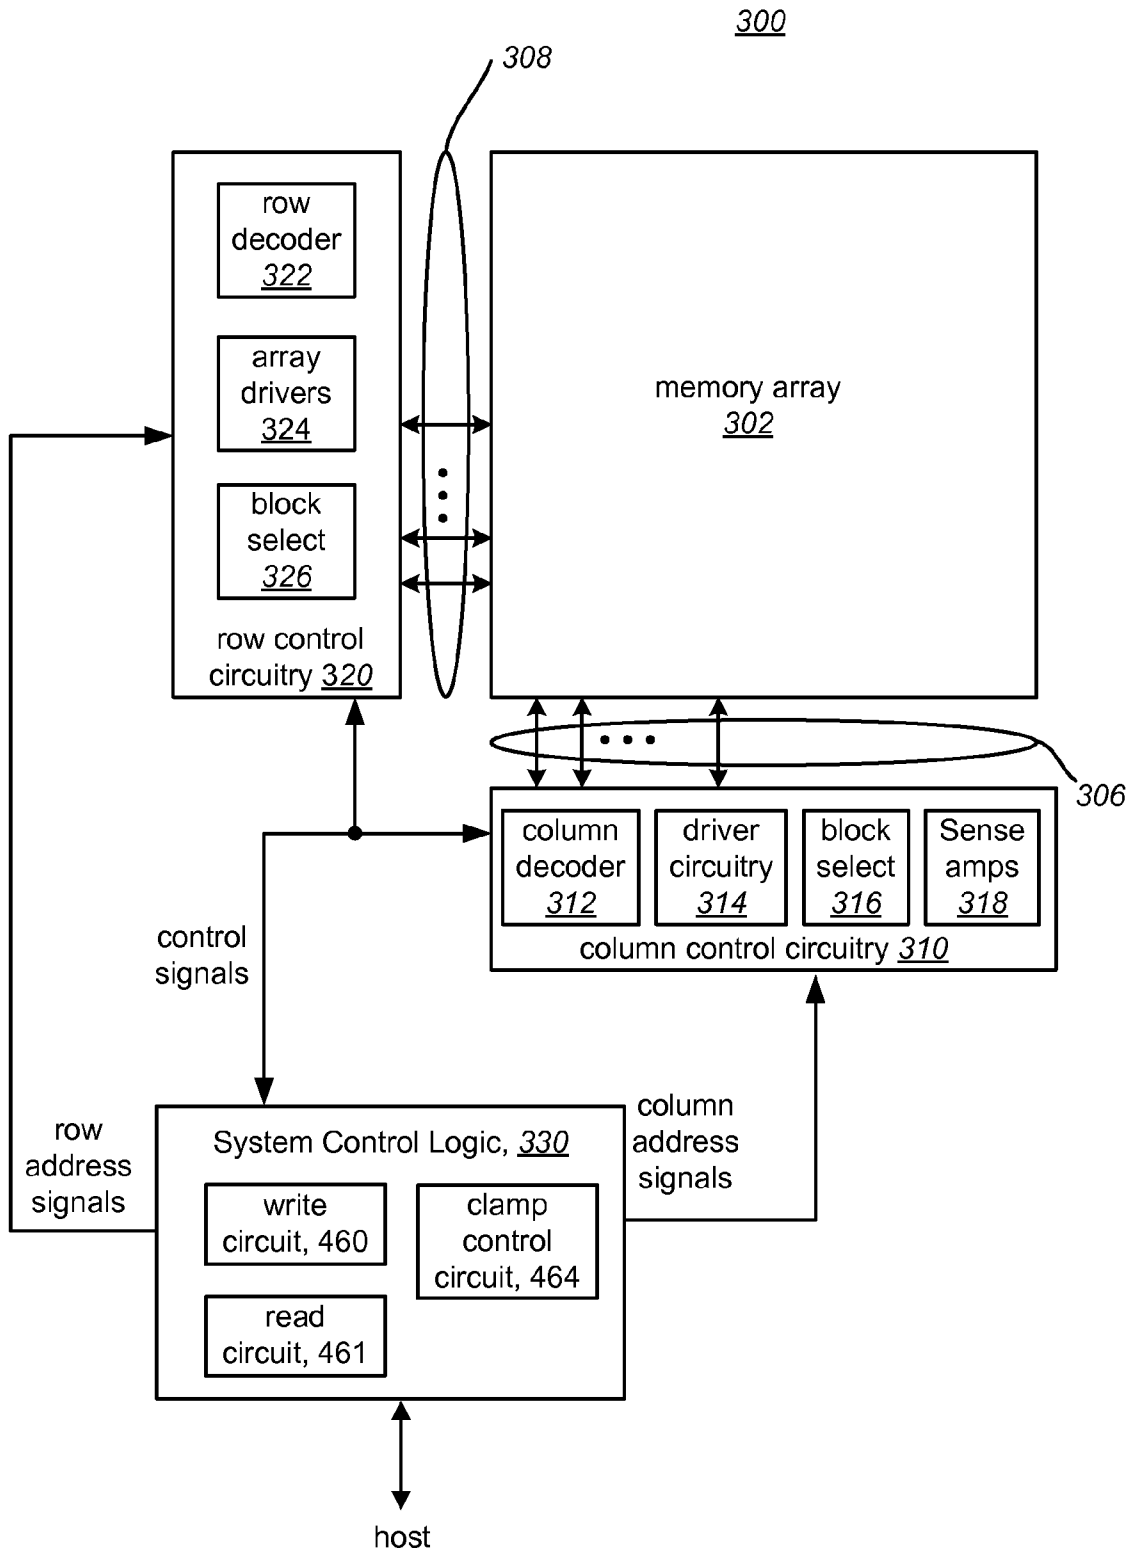 300
308
row
decoder
322
array
drivers
324
block
select
326
row control
circuitry 320
memory array
302
306
column
decoder
312
driver
circuitry
314
block
select
316
Sense
amps
318
column control circuitry 310
control
signals
row
address
signals
column
address
signals
System Control Logic, 330
write
circuit, 460
clamp
control
circuit, 464
read
circuit, 461
host